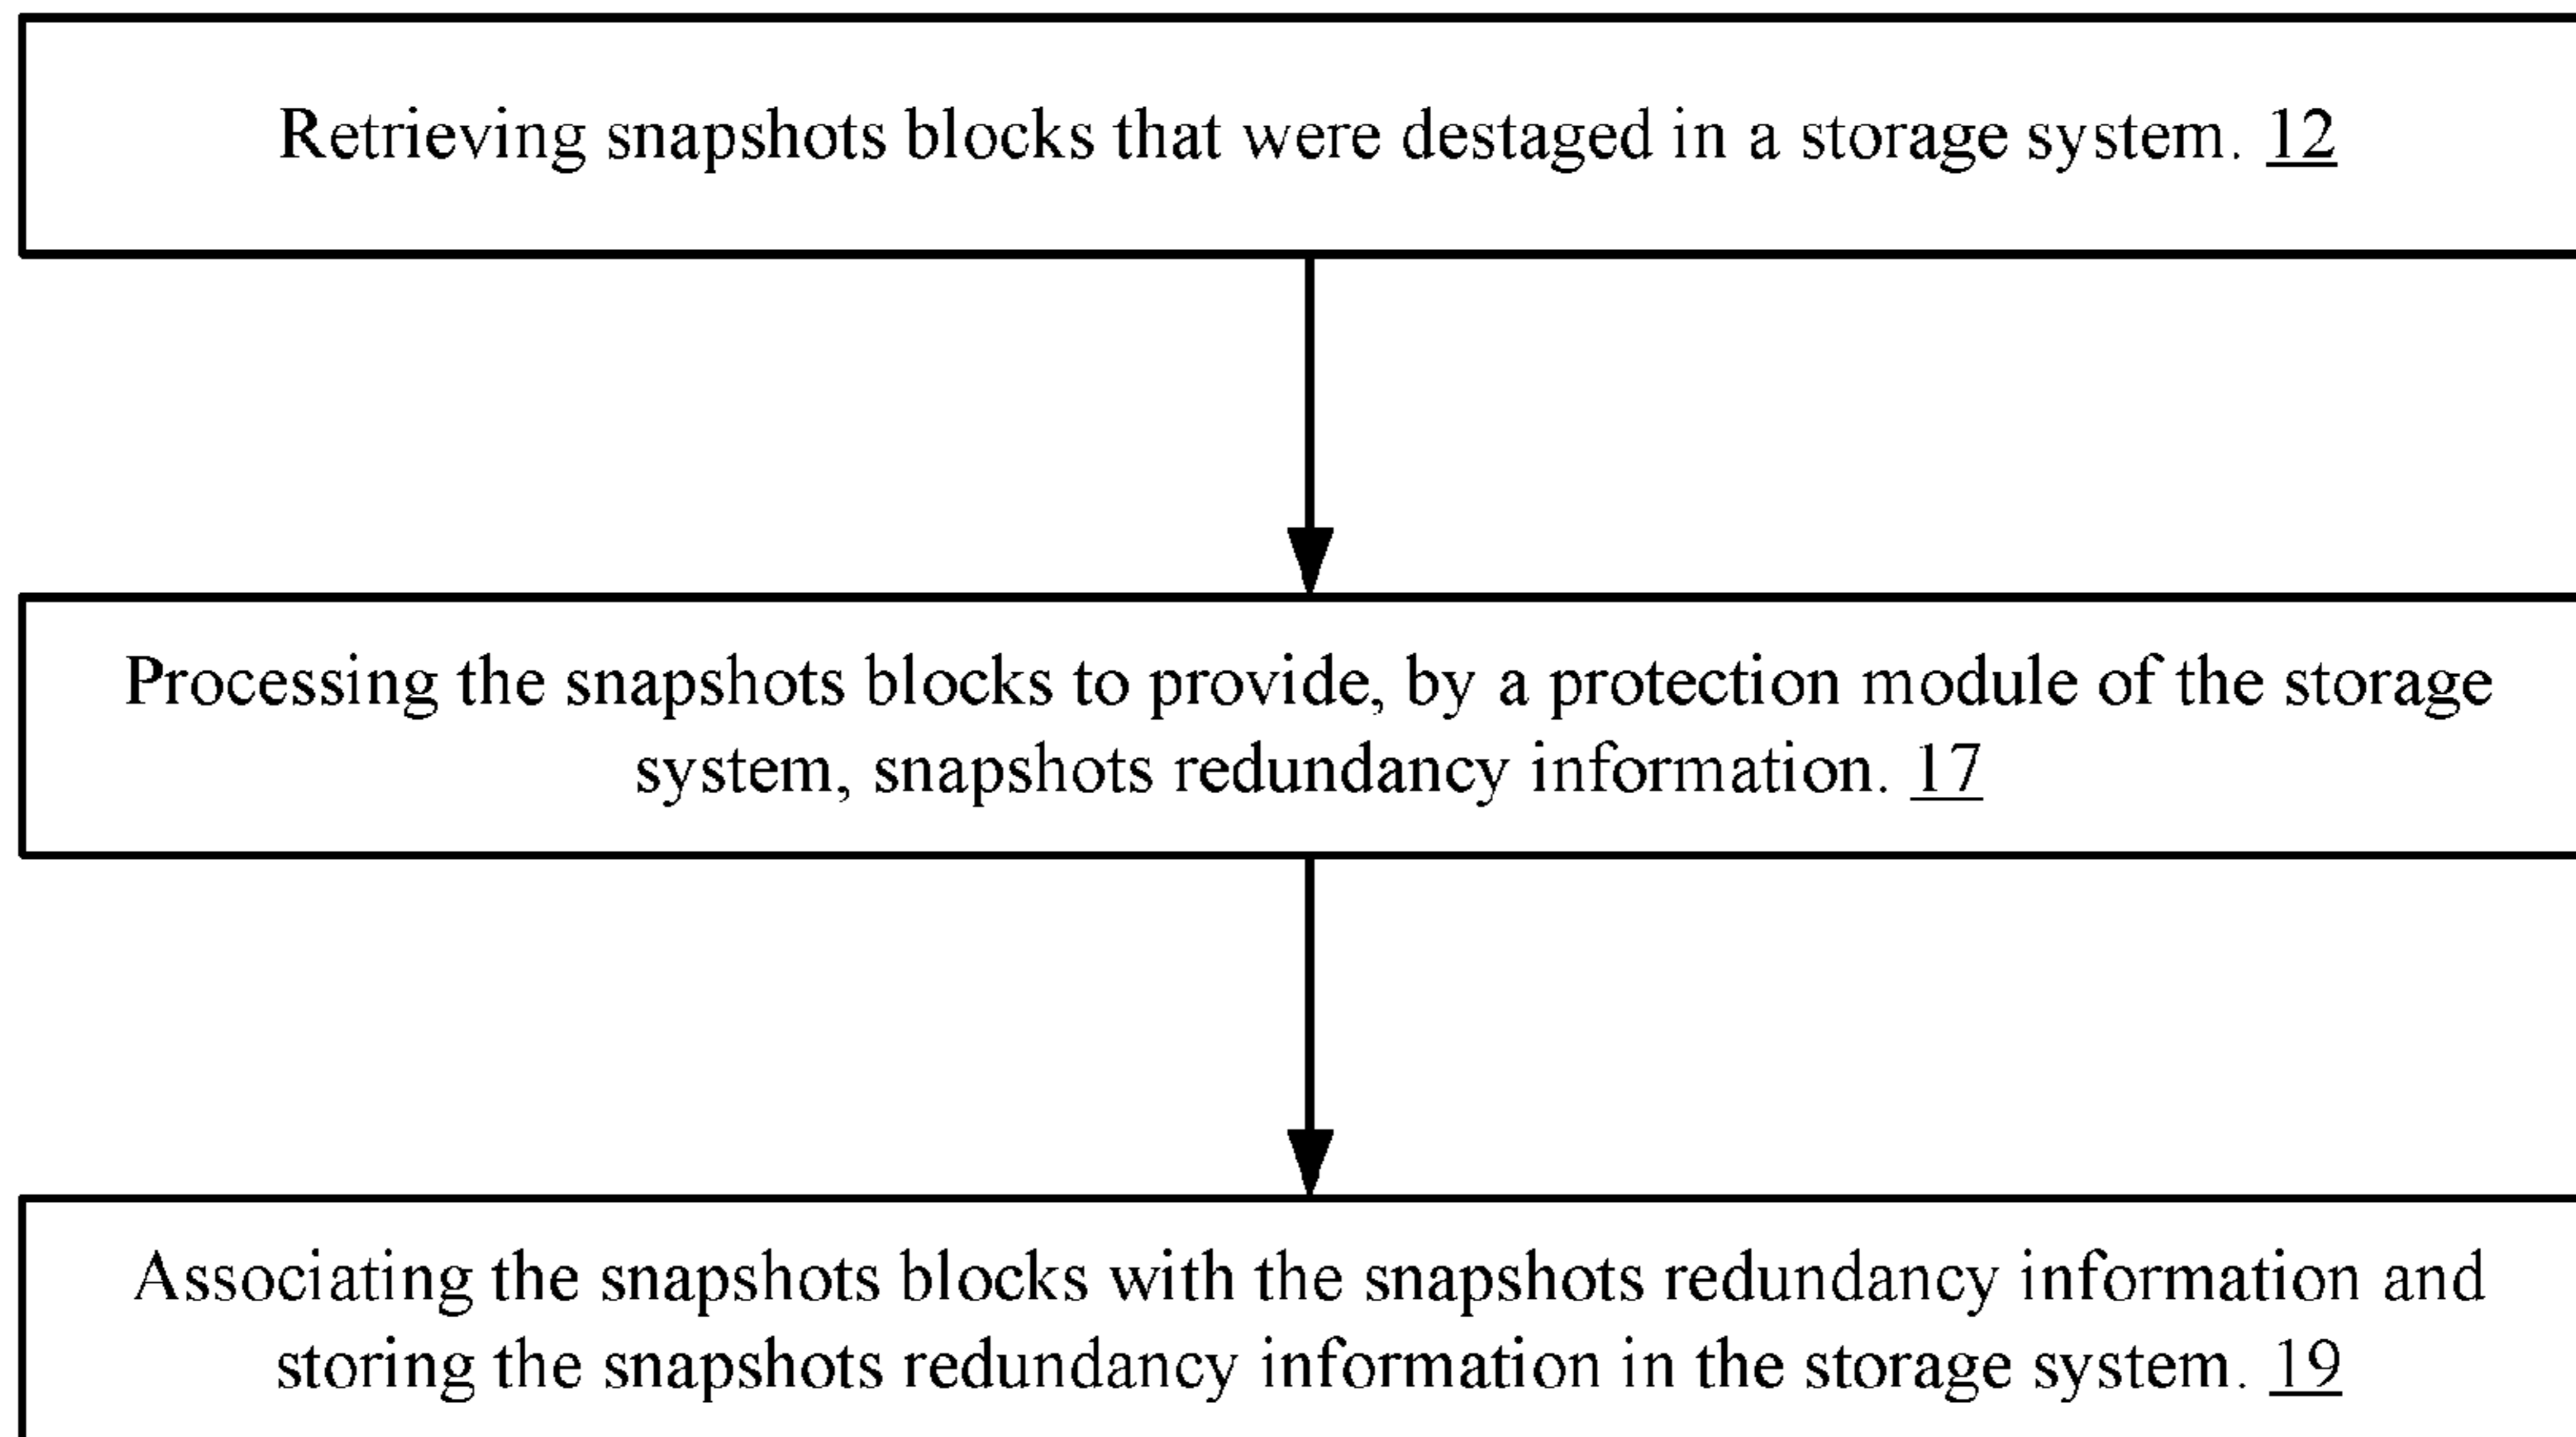 Retrieving snapshots blocks that were destaged in a storage system. 12
Processing the snapshots blocks to provide, by a protection module of the storage
system, snapshots redundancy information. 17
Associating the snapshots blocks with the snapshots redundancy information and
storing the snapshots redundancy information in the storage system. 19